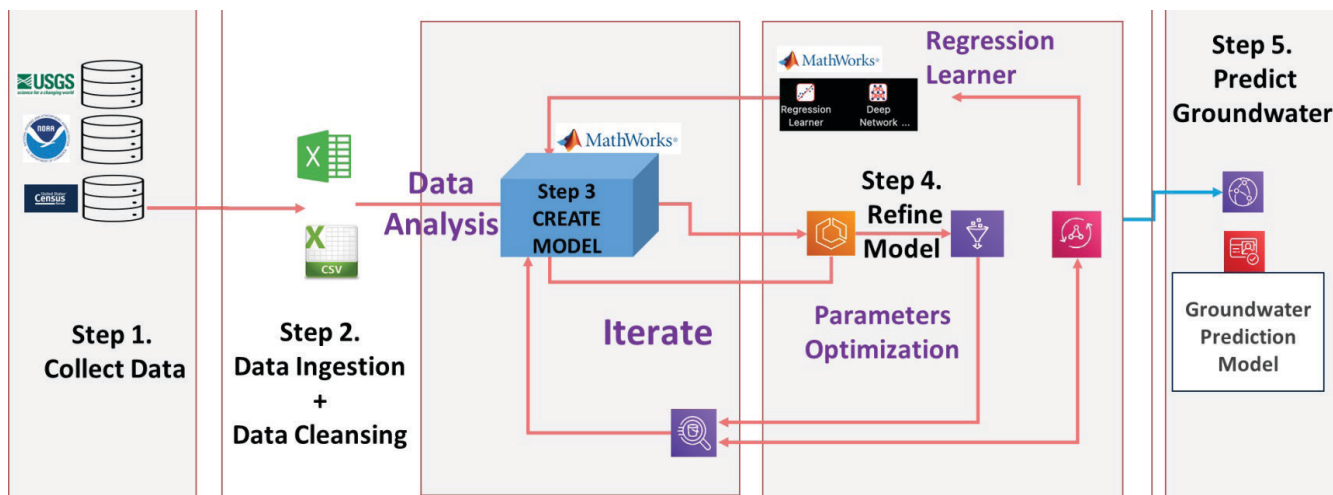 USGS
science for a changing world
NOAA
United States®
Census
Bureau
Step 1.
Collect Data
X
X
CSV
Step 2.
Data Ingestion
+
Data Cleansing
Data
Analysis
MathWorks®
Step 3
CREATE
MODEL
Iterate
MathWorks®
Regression
Learner
Deep
Network ...
Regression
Learner
Step 4.
Refine
Model
Parameters
Optimization
Step 5.
Predict
Groundwater
Groundwater
Prediction
Model